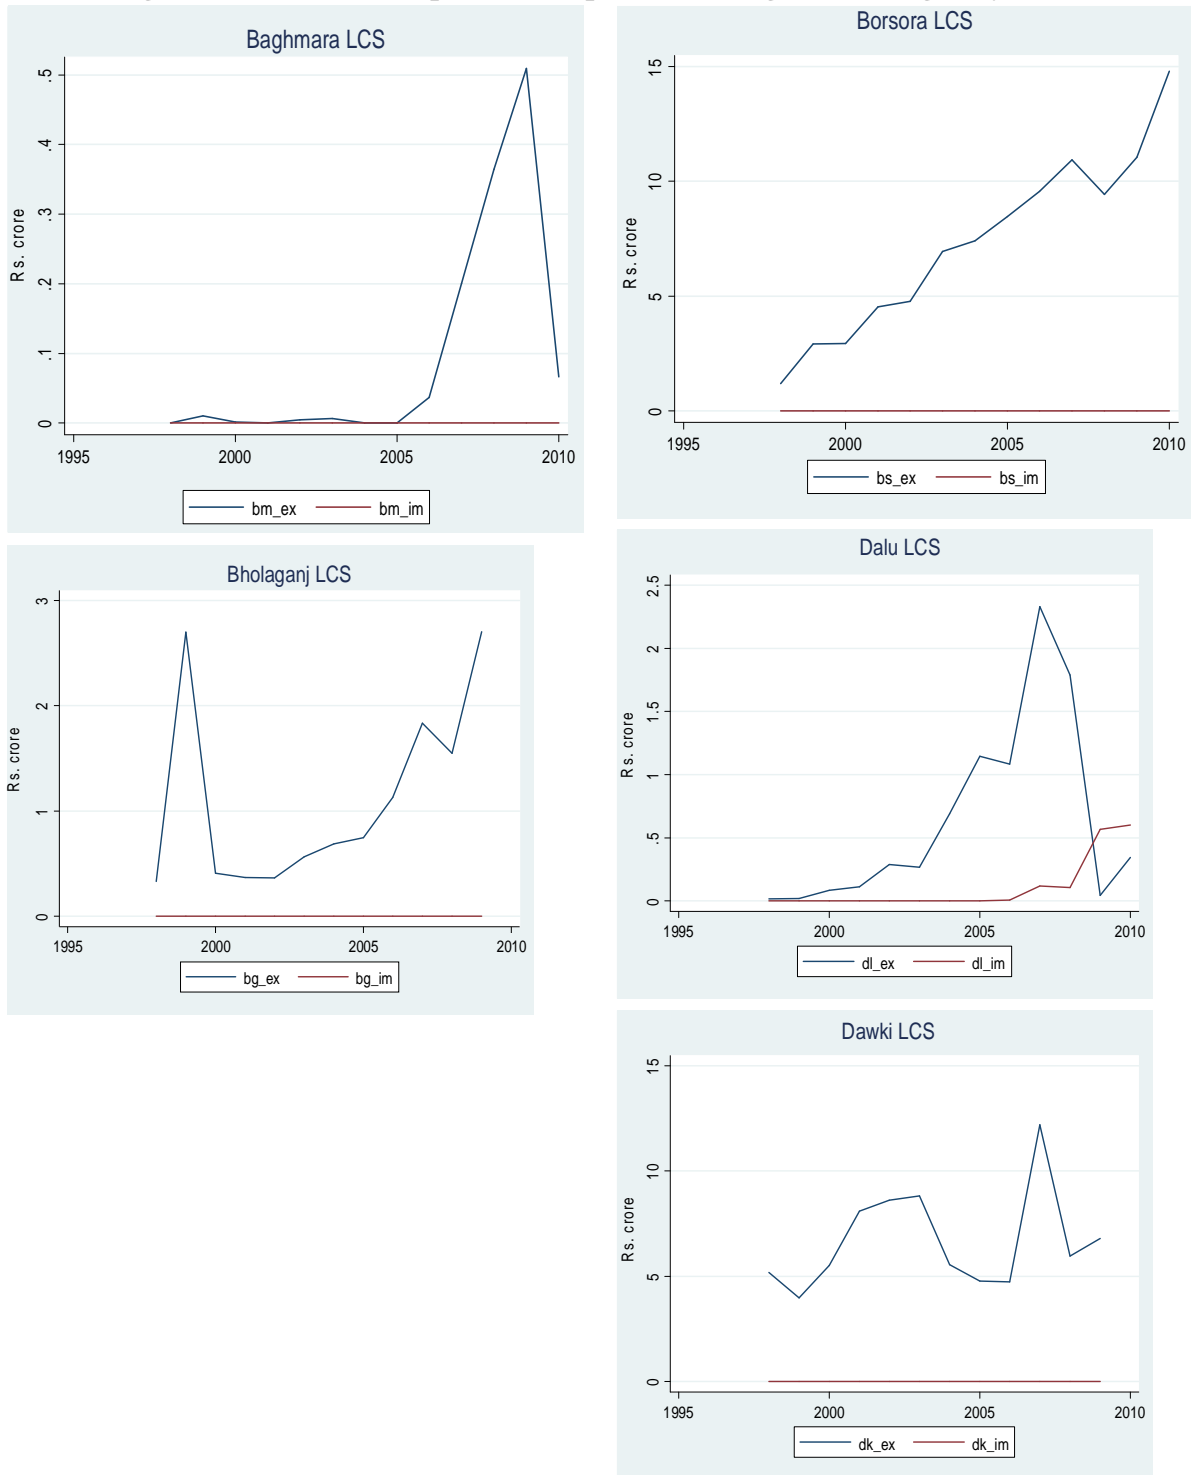 Baghmara LCS
Rs. crore
.5
.4
.3
.2
.1
0
1995 2000 2005 2010
bm_ex bm_im
Borsora LCS
Rs. crore
15
10
5
0
1995 2000 2005 2010
bs_ex bs_im
Bholaganj LCS
Rs. crore
3
2
1
0
1995 2000 2005 2010
bg_ex bg_im
Dalu LCS
Rs. crore
2.5
2
1.5
1
.5
0
1995 2000 2005 2010
dl_ex dl_im
Dawki LCS
Rs. crore
15
10
5
0
1995 2000 2005 2010
dk_ex dk_im